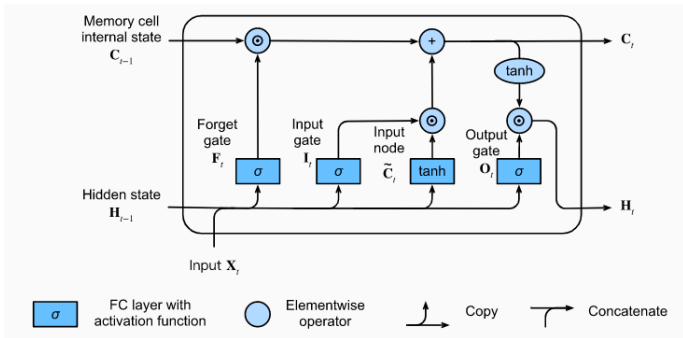 Memory cell
internal state
C_{t−1}
C_t
tanh
Forget
gate
F_t
Input
gate
I_t
Input
node
C̃_t
Output
gate
O_t
σ
σ
tanh
σ
Hidden state
H_{t−1}
H_t
Input X_t
σ
FC layer with
activation function
Elementwise
operator
Copy
Concatenate